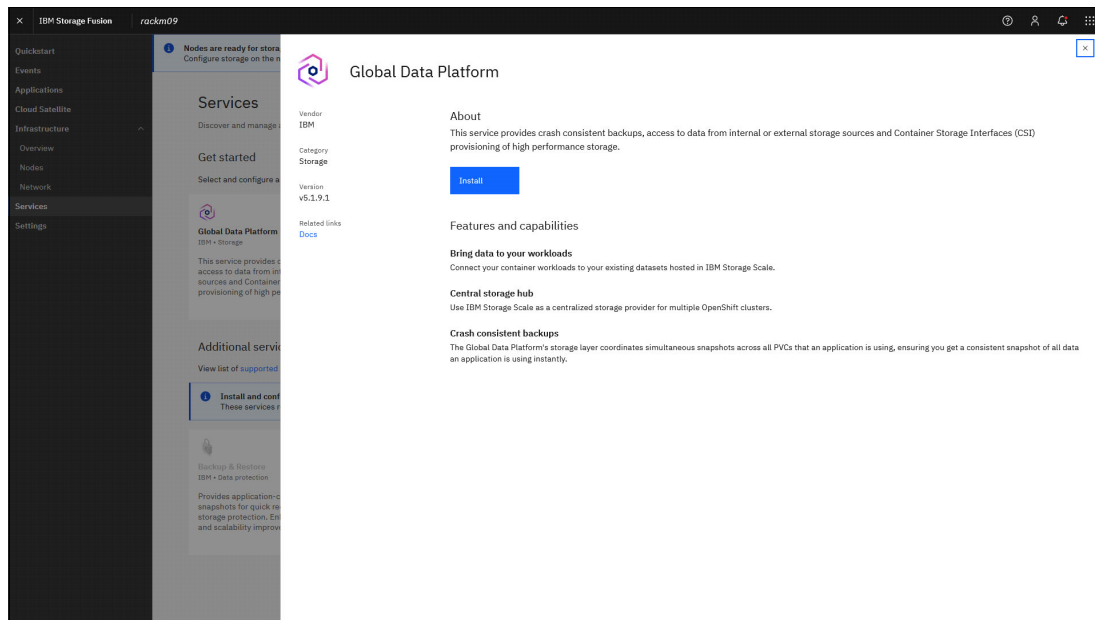 IBM Storage Fusion
rackm09
Quickstart
Events
Applications
Cloud Satellite
Infrastructure
Overview
Nodes
Network
Services
Settings
Nodes are ready for stora
Configure storage on the n
Services
Discover and manage
Get started
Select and configure a
Global Data Platform
IBM • Storage
This service provides c
access to data from int
sources and Container
provisioning of high pe
Additional servic
View list of supported
Install and conf
These services r
Backup & Restore
IBM • Data protection
Provides application-c
snapshots for quick re
storage protection. En
and scalability improve
Global Data Platform
Vendor
IBM
Category
Storage
Version
v5.1.9.1
Related links
Docs
About
This service provides crash consistent backups, access to data from internal or external storage sources and Container Storage Interfaces (CSI)
provisioning of high performance storage.
Install
Features and capabilities
Bring data to your workloads
Connect your container workloads to your existing datasets hosted in IBM Storage Scale.
Central storage hub
Use IBM Storage Scale as a centralized storage provider for multiple OpenShift clusters.
Crash consistent backups
The Global Data Platform's storage layer coordinates simultaneous snapshots across all PVCs that an application is using, ensuring you get a consistent snapshot of all data
an application is using instantly.